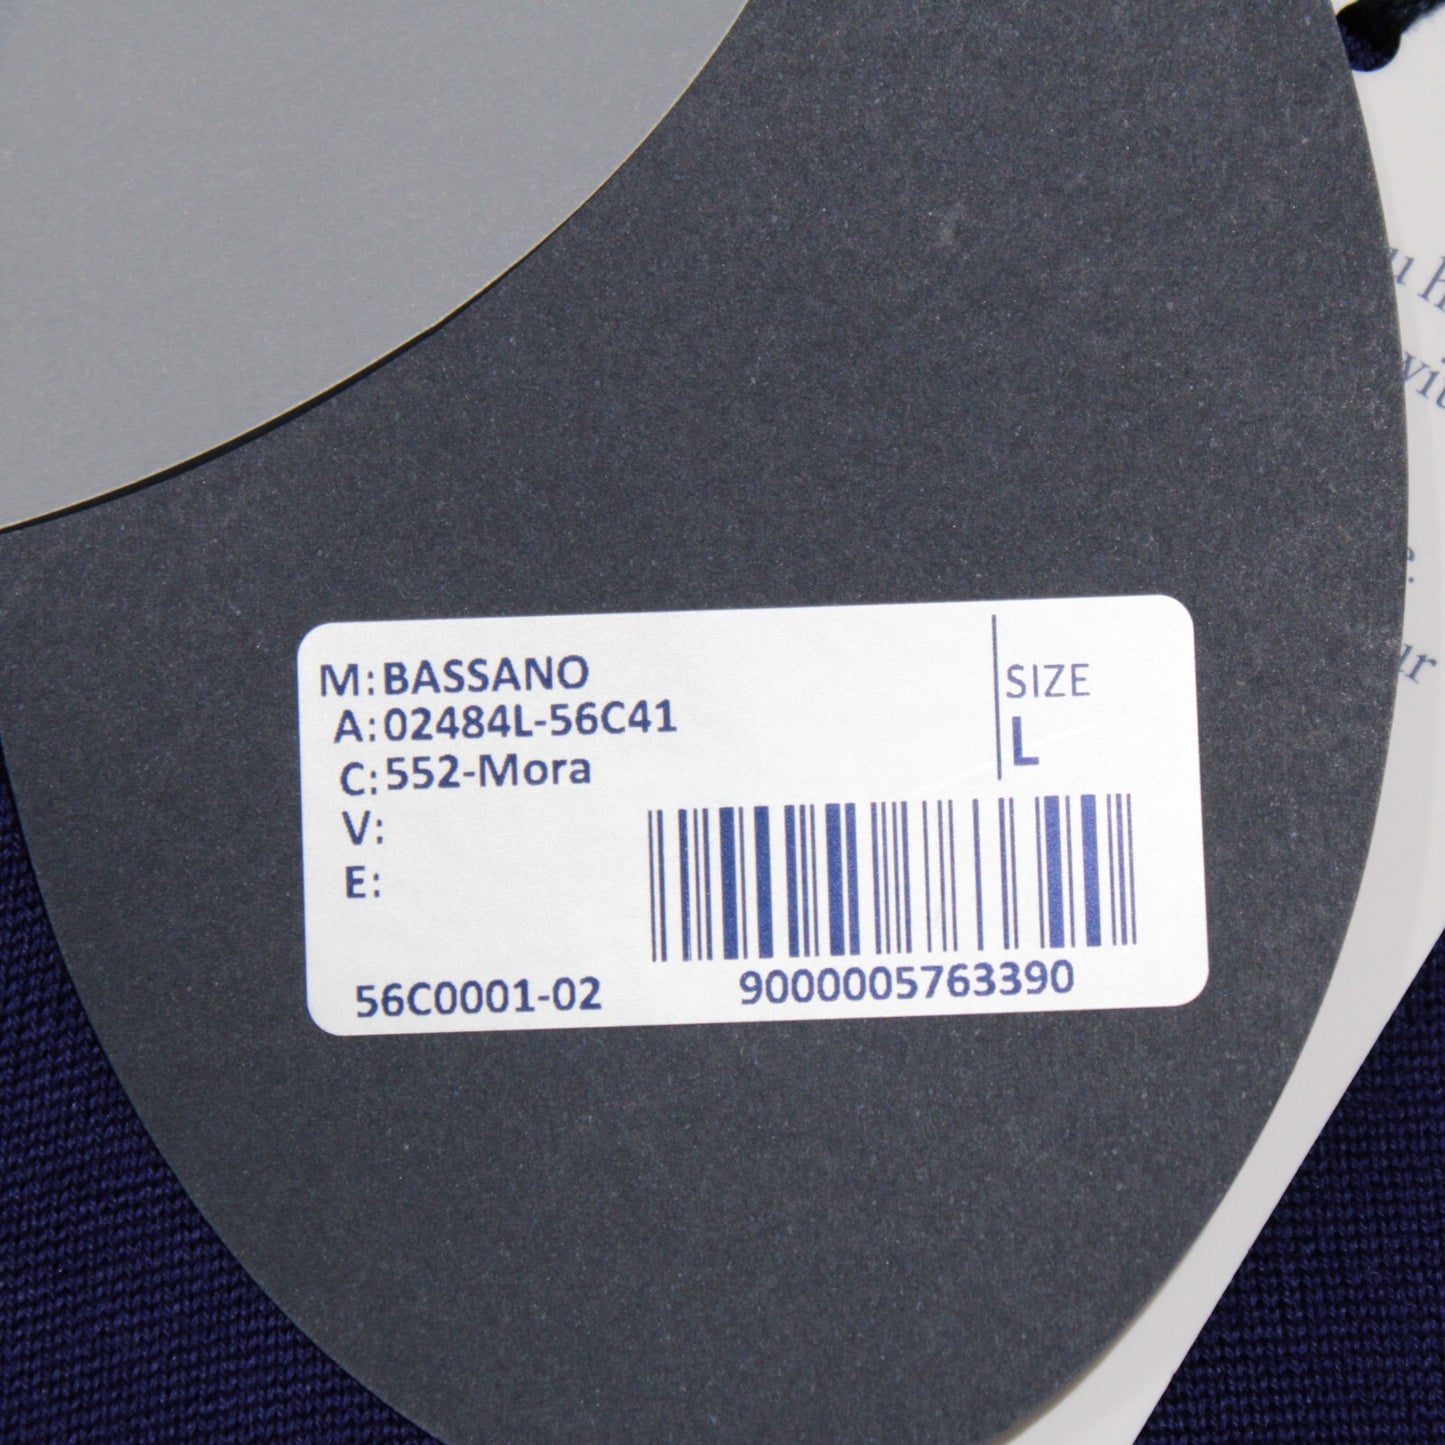 M: BASSANO
A: 02484L-56C41
C: 552-Mora
V:
E:
SIZE
L
56C0001-02
9000005763390